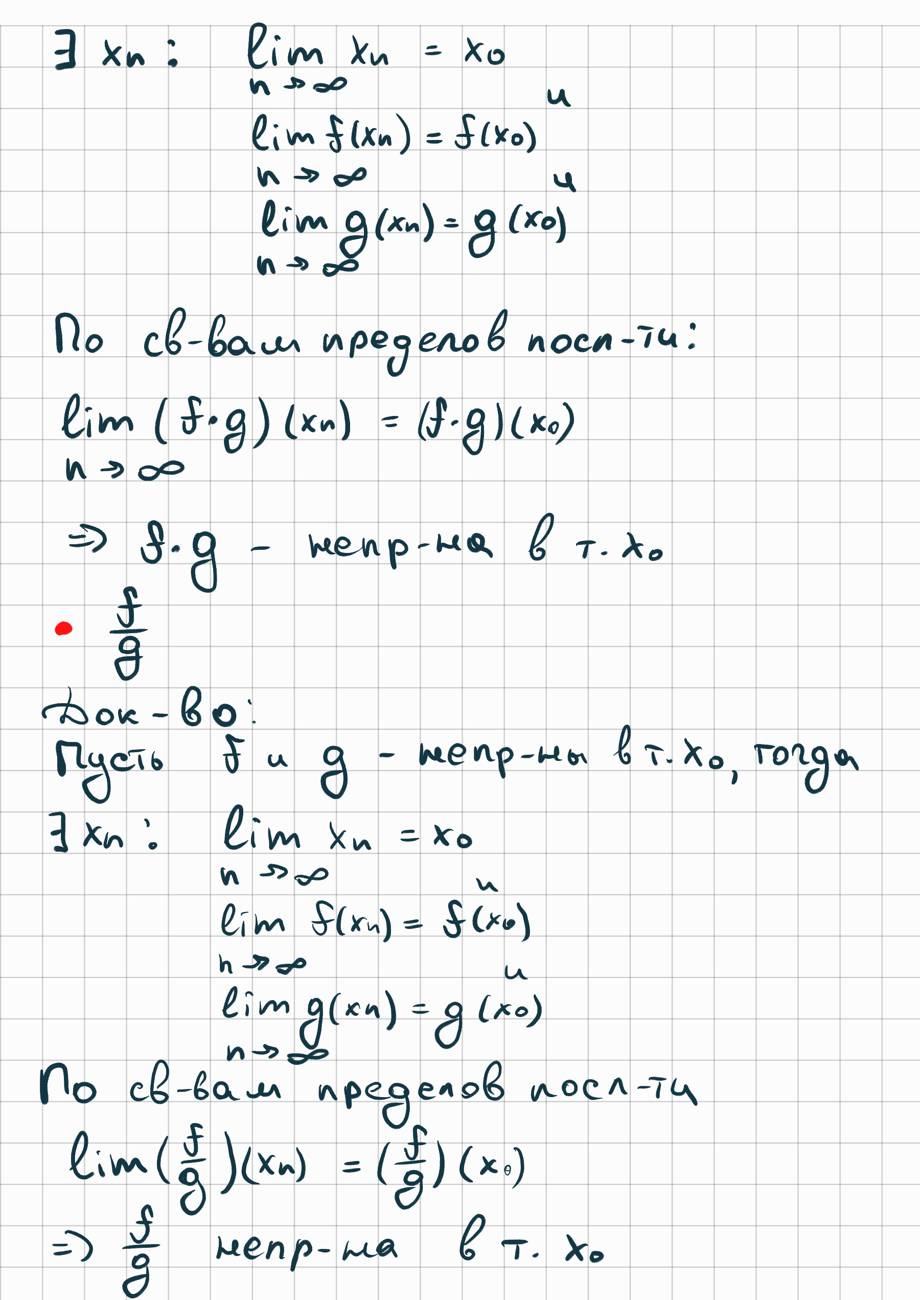 ∃ xn : lim xn = x0
n → ∞ и
lim f(xn) = f(x0)
n → ∞ и
lim g(xn) = g(x0)
n → ∞
По св-вам пределов посл-ти:
lim (f·g)(xn) = (f·g)(x0)
n → ∞
⇒ f·g - непр-на в т. x0
• f/g
Док-во:
Пусть f и g - непр-ны в т. x0, тогда
∃ xn : lim xn = x0
n → ∞ и
lim f(xn) = f(x0)
n → ∞ и
lim g(xn) = g(x0)
n → ∞
По св-вам пределов посл-ти
lim (f/g)(xn) = (f/g)(x0)
⇒ f/g непр-на в т. x0